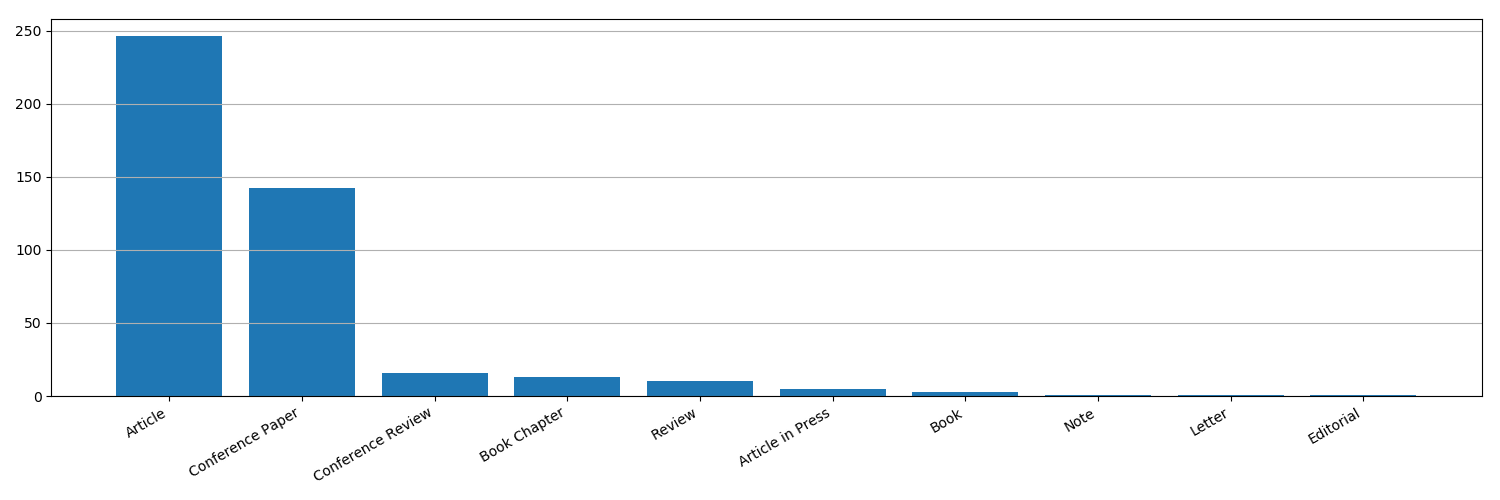 250
200
150
100
50
0
Article
Conference Paper
Conference Review
Book Chapter
Review
Article in Press
Book
Note
Letter
Editorial